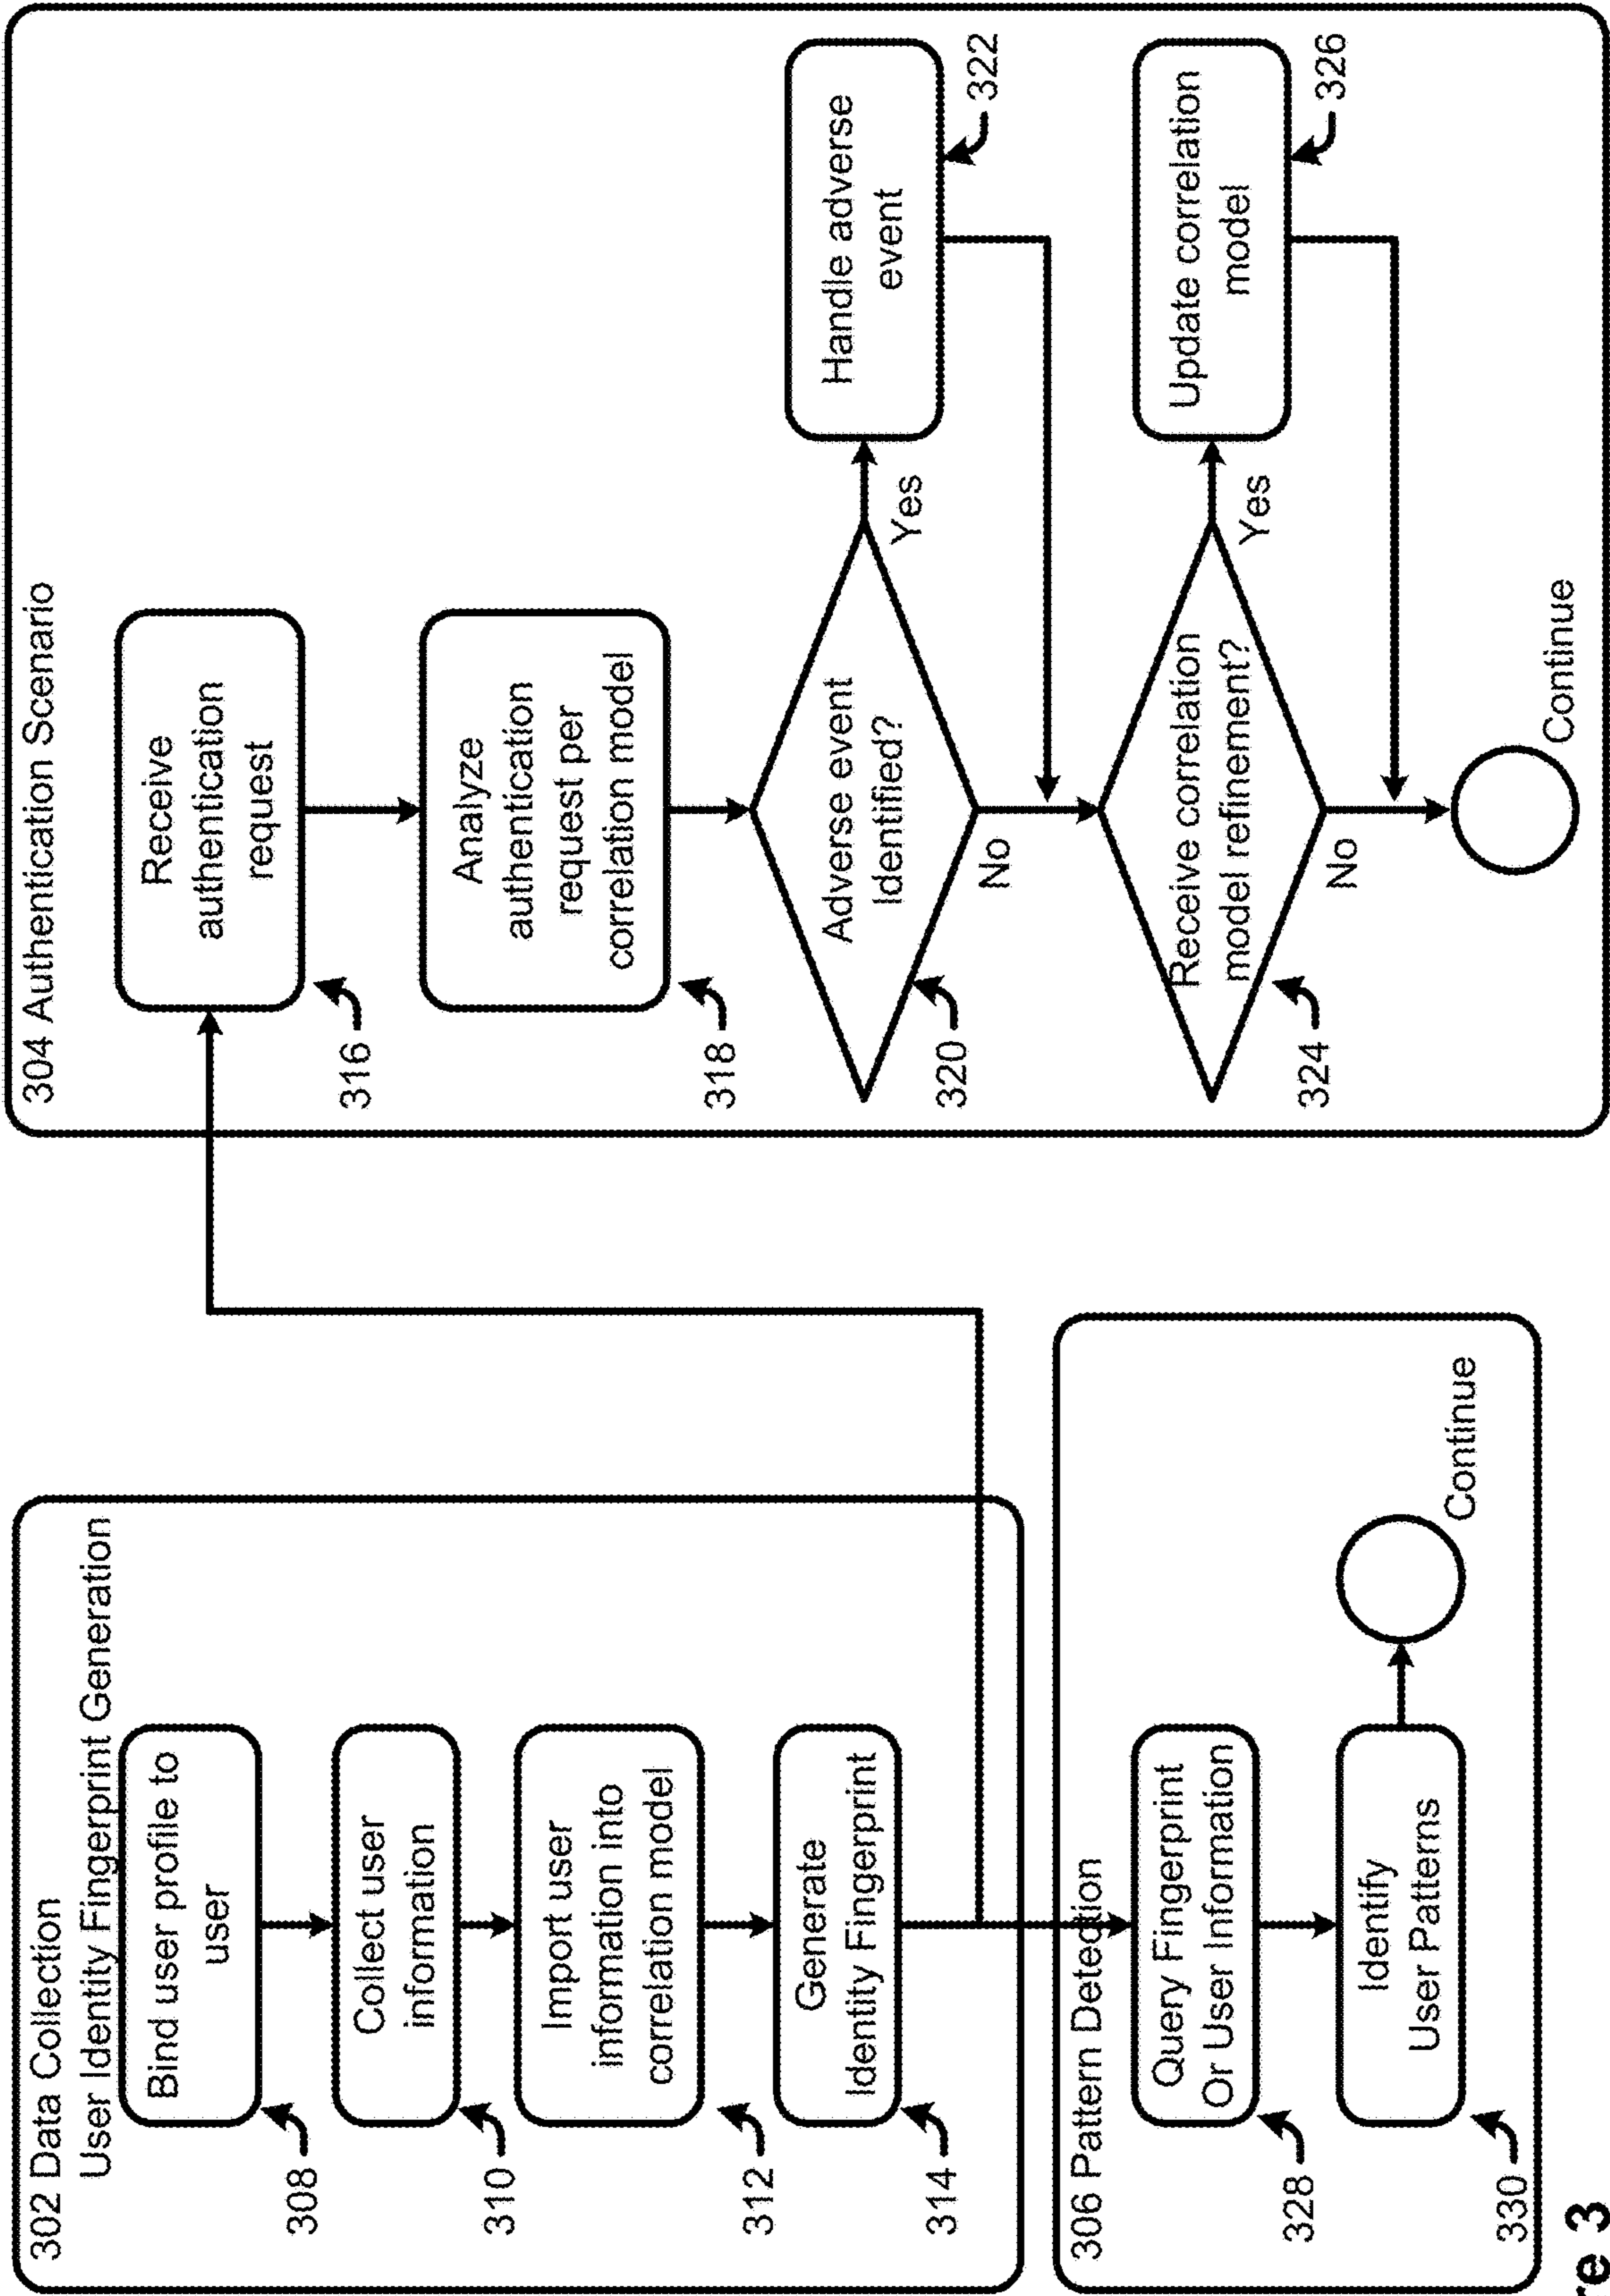 302 Data Collection
User Identity Fingerprint Generation
Bind user profile to
user
308
Collect user
information
310
Import user
information into
correlation model
312
Generate
Identity Fingerprint
314
306 Pattern Detection
Query Fingerprint
Or User Information
328
Identify
User Patterns
330
Continue
304 Authentication Scenario
Receive
authentication
request
316
Analyze
authentication
request per
correlation model
318
Adverse event
Identified?
320
Yes
No
Handle adverse
event
322
Receive correlation
model refinement?
324
Yes
No
Update correlation
model
326
Continue
re 3